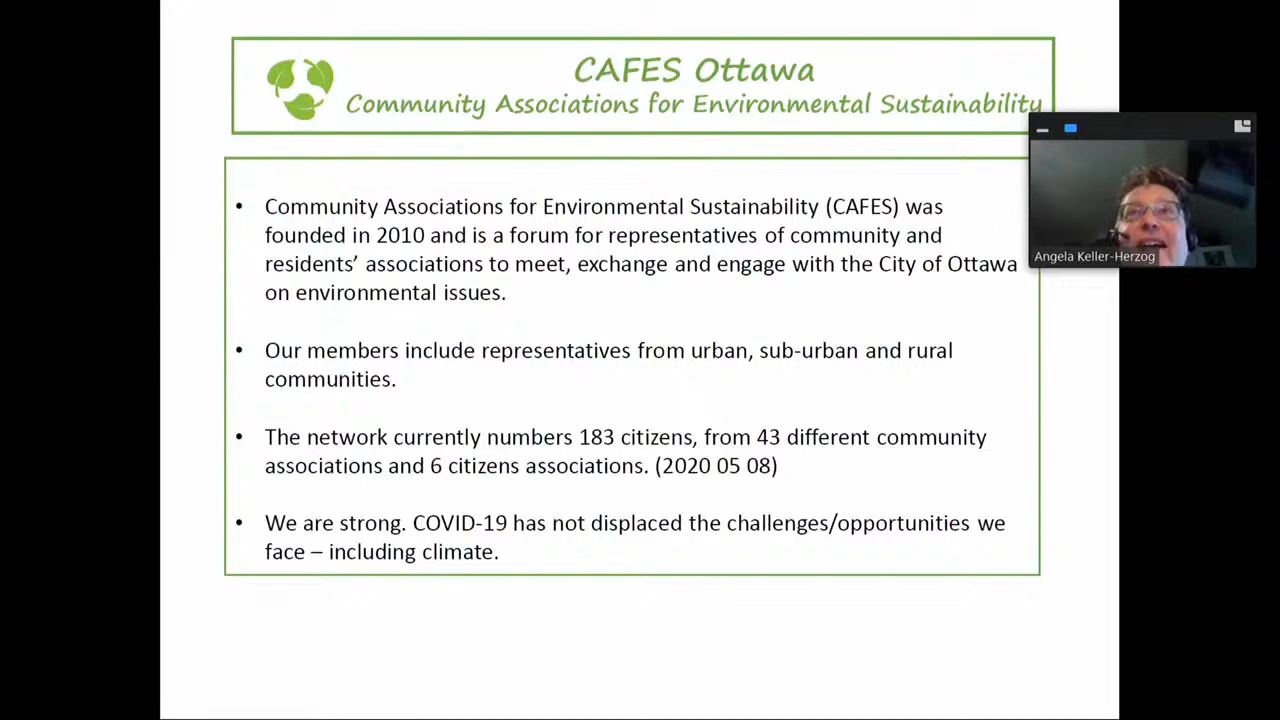 CAFES Ottawa
Community Associations for Environmental Sustainability
• Community Associations for Environmental Sustainability (CAFES) was
founded in 2010 and is a forum for representatives of community and
residents’ associations to meet, exchange and engage with the City of Ottawa
on environmental issues.
• Our members include representatives from urban, sub-urban and rural
communities.
• The network currently numbers 183 citizens, from 43 different community
associations and 6 citizens associations. (2020 05 08)
• We are strong. COVID-19 has not displaced the challenges/opportunities we
face – including climate.
Angela Keller-Herzog